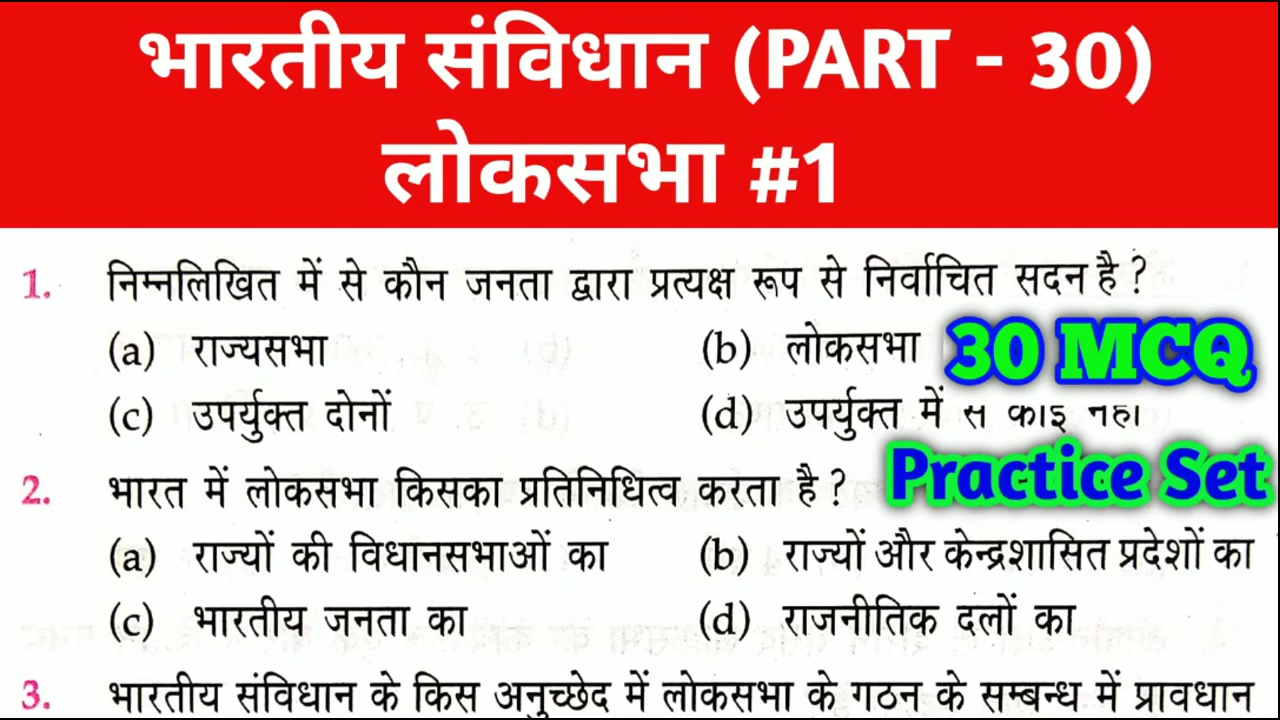 भारतीय संविधान (PART - 30)
लोकसभा #1
1. निम्नलिखित में से कौन जनता द्वारा प्रत्यक्ष रूप से निर्वाचित सदन है ?
(a) राज्यसभा (b) लोकसभा
30 MCQ
(c) उपर्युक्त दोनों (d) उपर्युक्त में से कोई नहीं
Practice Set
2. भारत में लोकसभा किसका प्रतिनिधित्व करता है ?
(a) राज्यों की विधानसभाओं का (b) राज्यों और केन्द्रशासित प्रदेशों का
(c) भारतीय जनता का (d) राजनीतिक दलों का
3. भारतीय संविधान के किस अनुच्छेद में लोकसभा के गठन के सम्बन्ध में प्रावधान